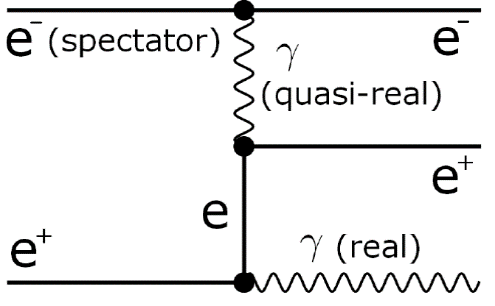 e⁻ (spectator)
γ
e⁻
(quasi-real)
e⁺
e
e⁺
γ (real)